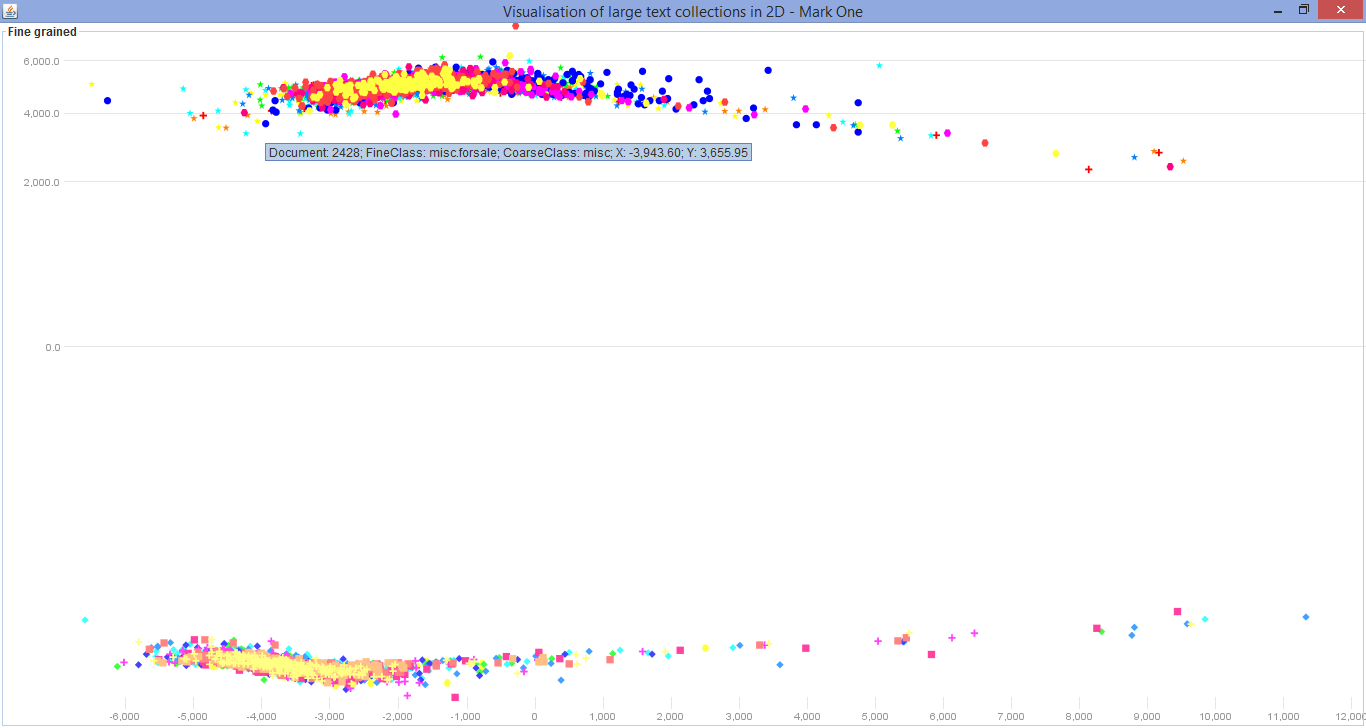 Visualisation of large text collections in 2D - Mark One
Fine grained
6,000.0
4,000.0
Document: 2428; FineClass: misc.forsale; CoarseClass: misc; X: -3,943.60; Y: 3,655.95
2,000.0
0.0
-6,000 -5,000 -4,000 -3,000 -2,000 -1,000 0 1,000 2,000 3,000 4,000 5,000 6,000 7,000 8,000 9,000 10,000 11,000 12,000